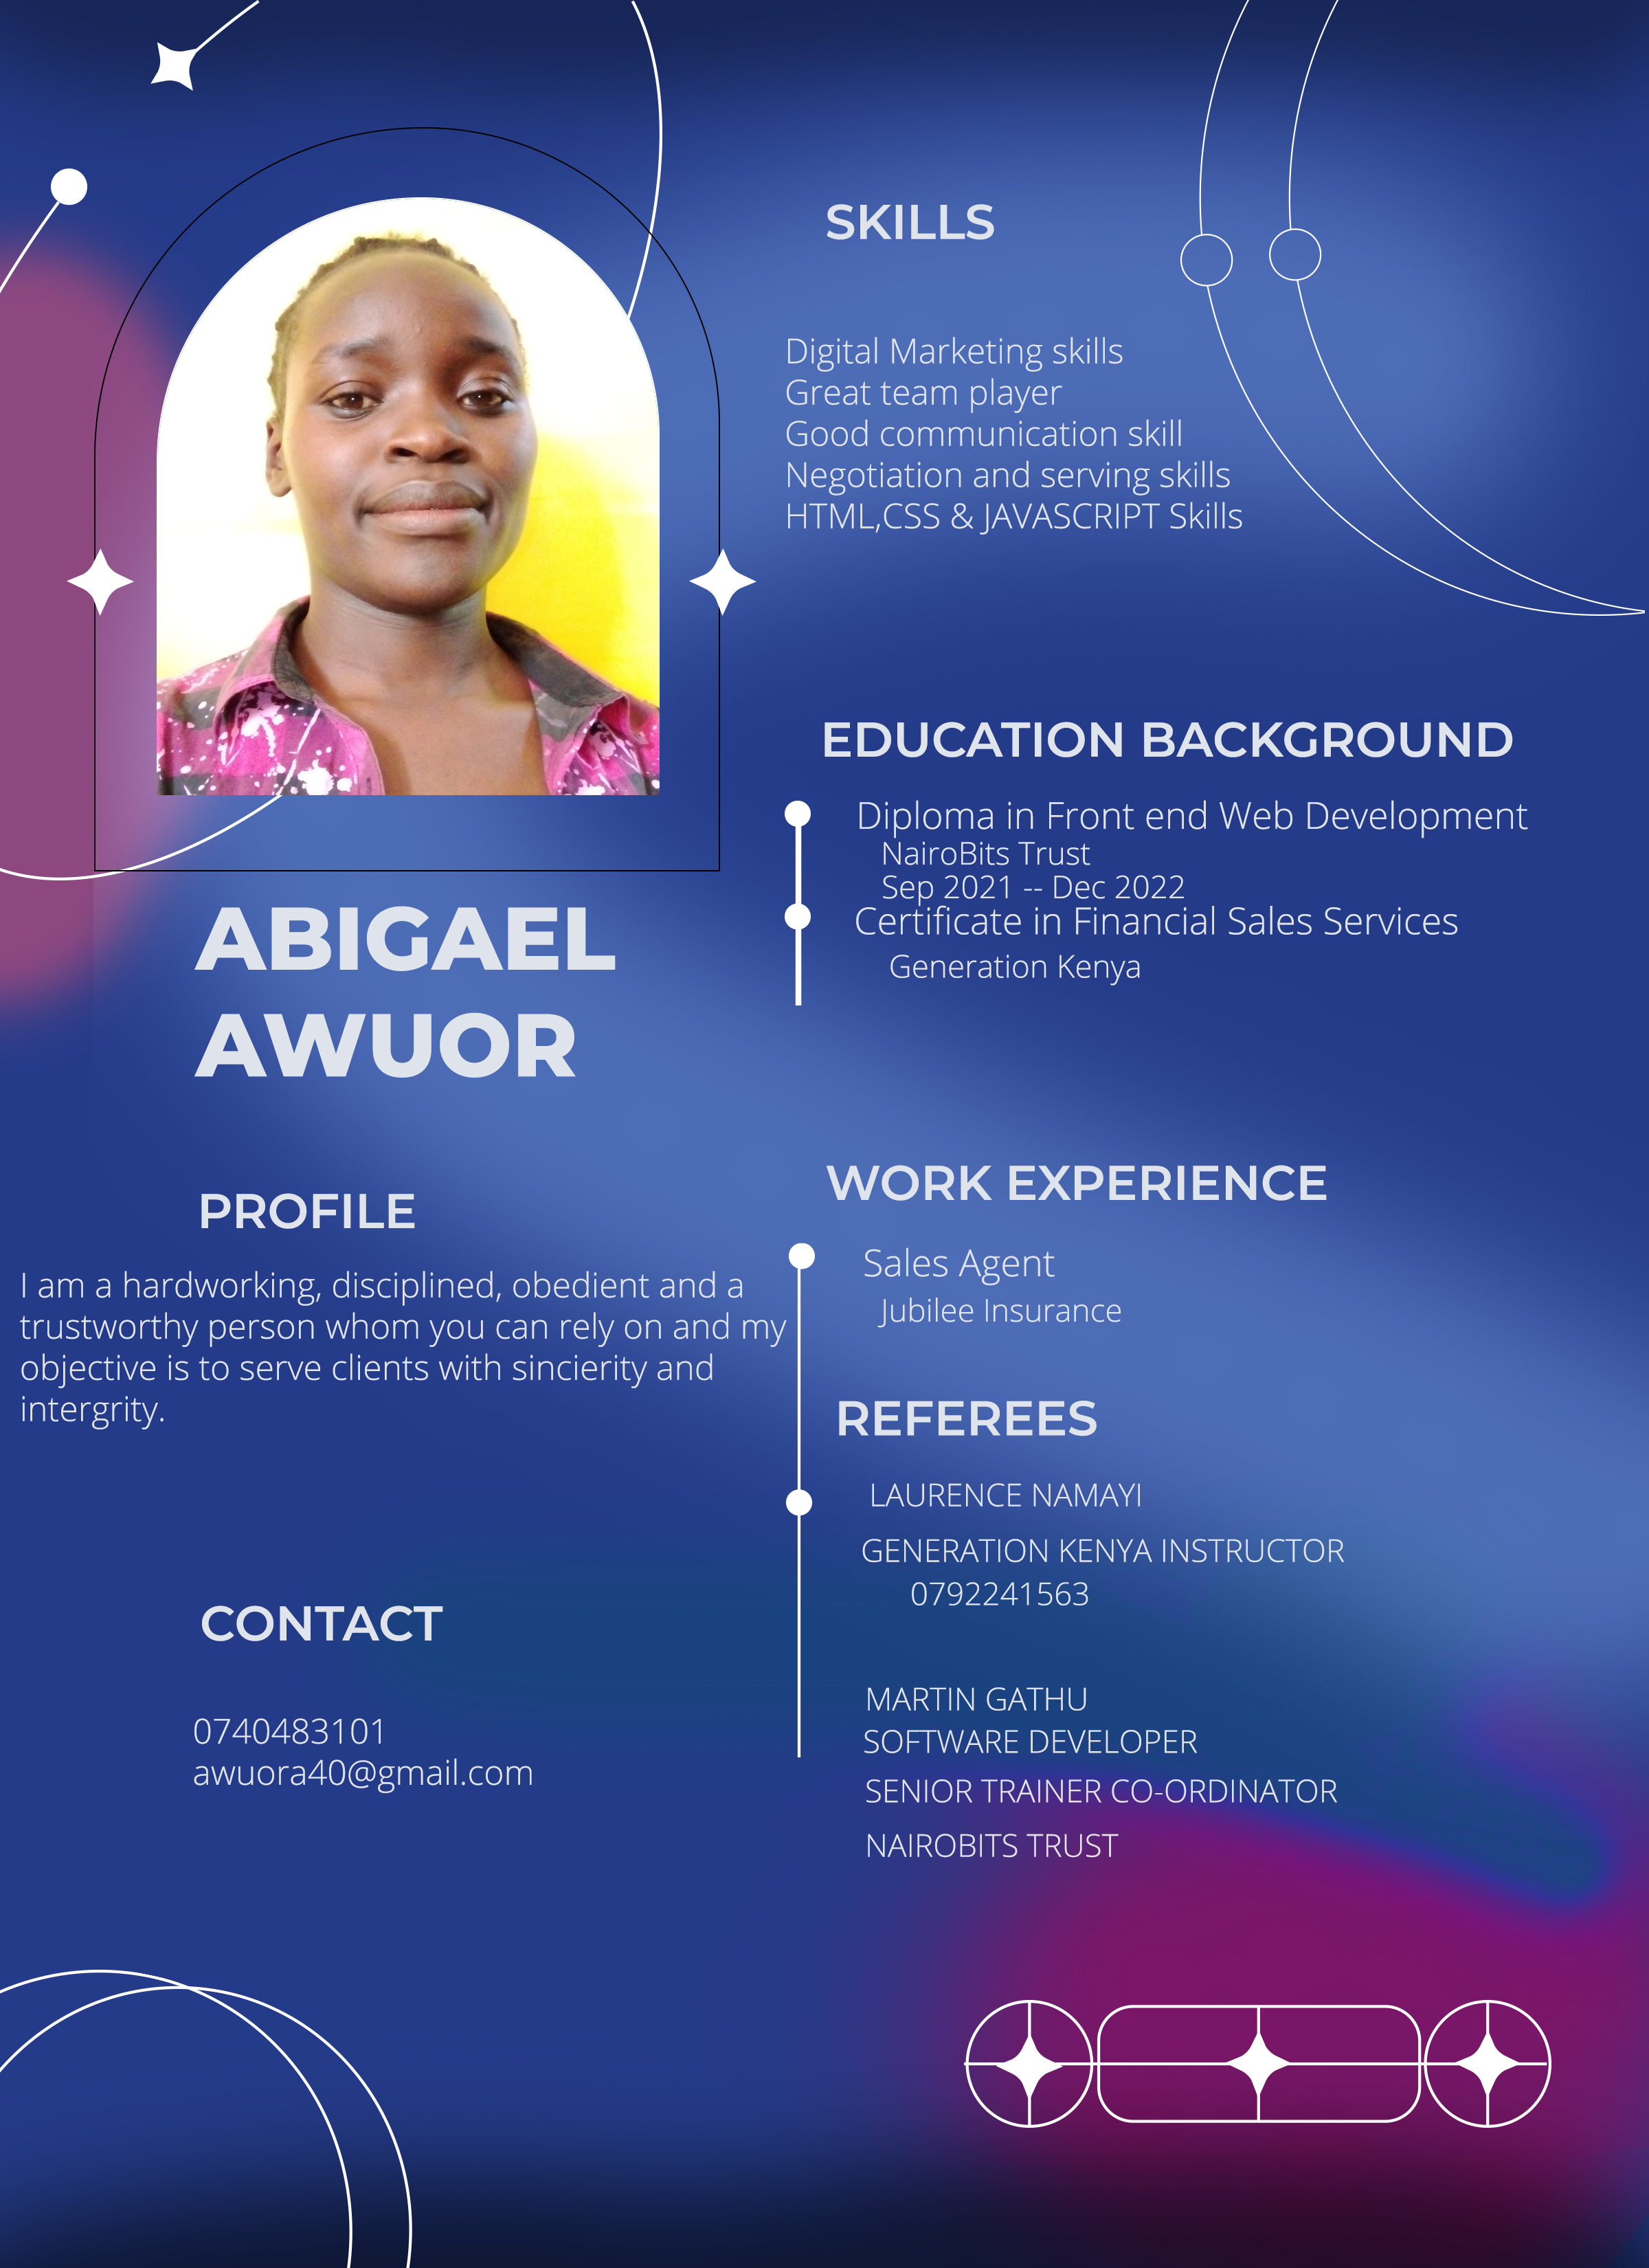 SKILLS
Digital Marketing skills
Great team player
Good communication skill
Negotiation and serving skills
HTML,CSS & JAVASCRIPT Skills
EDUCATION BACKGROUND
Diploma in Front end Web Development
NairoBits Trust
Sep 2021 -- Dec 2022
Certificate in Financial Sales Services
Generation Kenya
ABIGAEL
AWUOR
PROFILE
I am a hardworking, disciplined, obedient and a
trustworthy person whom you can rely on and my
objective is to serve clients with sincierity and
intergrity.
CONTACT
0740483101
awuora40@gmail.com
WORK EXPERIENCE
Sales Agent
Jubilee Insurance
REFEREES
LAURENCE NAMAYI
GENERATION KENYA INSTRUCTOR
0792241563
MARTIN GATHU
SOFTWARE DEVELOPER
SENIOR TRAINER CO-ORDINATOR
NAIROBITS TRUST